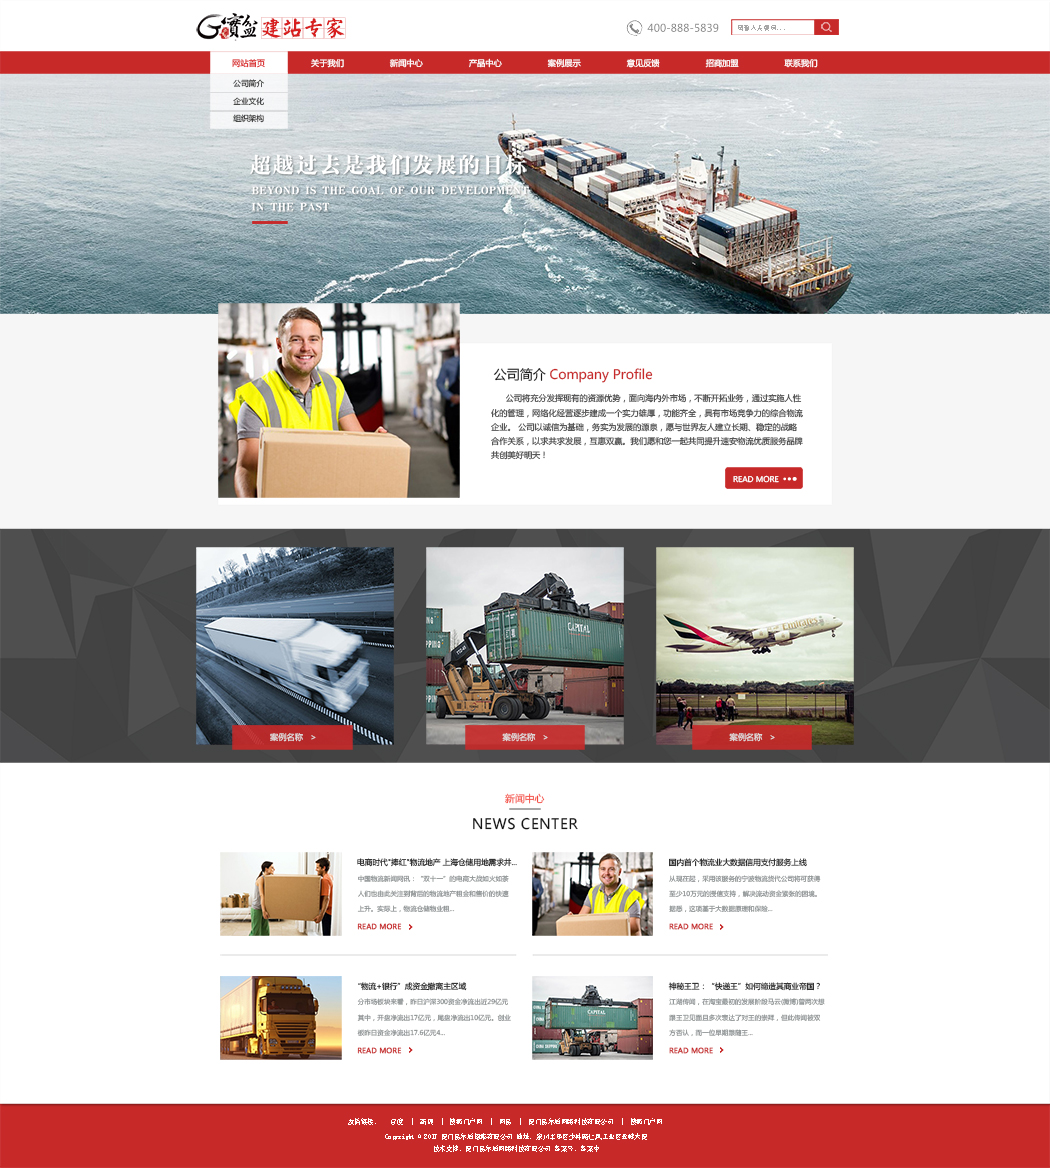 G寶盆 建站专家
400-888-5839
请输入关键词...
网站首页 关于我们 新闻中心 产品中心 案例展示 意见反馈 招商加盟 联系我们
公司简介
企业文化
组织架构
超越过去是我们发展的目标
BEYOND IS THE GOAL OF OUR DEVELOPMENT
IN THE PAST
公司简介 Company Profile
公司将充分发挥现有的资源优势，面向海内外市场，不断开拓业务，通过实施人性
化的管理，网络化经营逐步建成一个实力雄厚，功能齐全，具有市场竞争力的综合物流
企业。 公司以诚信为基础，务实为发展的源泉，愿与世界友人建立长期、稳定的战略
合作关系，以求共求发展，互惠双赢。我们愿和您一起共同提升速安物流优质服务品牌
共创美好明天！
READ MORE •••
CAPITAL
Emirates
案例名称 >
案例名称 >
案例名称 >
新闻中心
NEWS CENTER
电商时代"捧红"物流地产 上海仓储用地需求井...
中国物流新闻网讯：“双十一”的电商大战如火如荼
人们也由此关注到背后的物流地产租金和售价的快速
上升。实际上，物流仓储物业租...
READ MORE >
国内首个物流业大数据信用支付服务上线
从现在起，采用该服务的宁波物流货代公司将可获得
至少10万元的授信支持，解决流动资金紧张的困境。
据悉，这项基于大数据原理和保险...
READ MORE >
“物流+银行”成资金撤离主区域
分市场板块来看，昨日沪深300资金净流出近29亿元
其中，开盘净流出17亿元，尾盘净流出10亿元。创业
板昨日资金净流出17.6亿元4...
READ MORE >
神秘王卫：“快递王”如何缔造其商业帝国？
江湖传闻，在淘宝最初的发展阶段马云(微博)曾两次想
跟王卫见面且多次表达了对王的崇拜，但此传闻被双
方否认，而一位早期跟随王...
READ MORE >
友情链接：
技术支持：